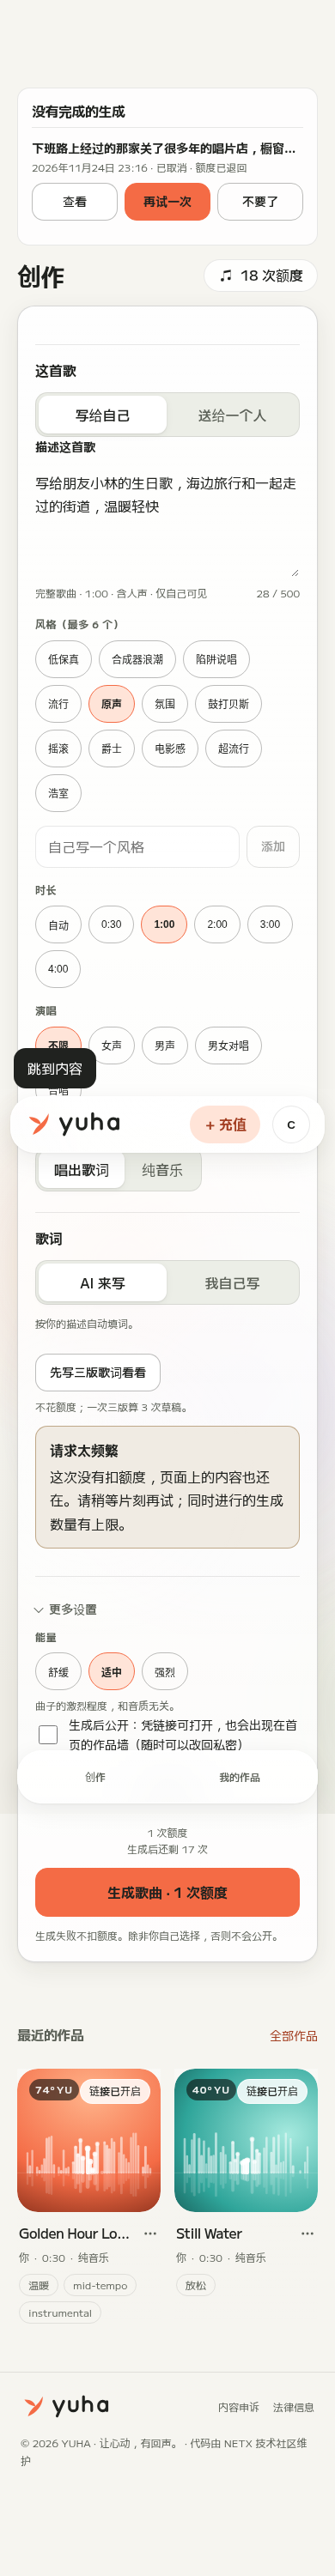 没有完成的生成
下班路上经过的那家关了很多年的唱片店，橱窗...
2026年11月24日 23:16 · 已取消 · 额度已退回
查看
再试一次
不要了
创作
18 次额度
这首歌
写给自己
送给一个人
描述这首歌
写给朋友小林的生日歌，海边旅行和一起走
过的街道，温暖轻快
完整歌曲 · 1:00 · 含人声 · 仅自己可见
28 / 500
风格（最多 6 个）
低保真
合成器浪潮
陷阱说唱
流行
原声
氛围
鼓打贝斯
摇滚
爵士
电影感
超流行
浩室
自己写一个风格
添加
时长
自动
0:30
1:00
2:00
3:00
4:00
演唱
不限
女声
男声
男女对唱
合唱
跳到内容
yuha
+ 充值
C
唱出歌词
纯音乐
歌词
AI 来写
我自己写
按你的描述自动填词。
先写三版歌词看看
不花额度；一次三版算 3 次草稿。
请求太频繁
这次没有扣额度，页面上的内容也还
在。请稍等片刻再试；同时进行的生成
数量有上限。
更多设置
能量
舒缓
适中
强烈
曲子的激烈程度，和音质无关。
生成后公开：凭链接可打开，也会出现在首
页的作品墙（随时可以改回私密）
创作
我的作品
1 次额度
生成后还剩 17 次
生成歌曲 · 1 次额度
生成失败不扣额度。除非你自己选择，否则不会公开。
最近的作品
全部作品
74° YU
链接已开启
40° YU
链接已开启
Golden Hour Lo...
Still Water
你 · 0:30 · 纯音乐
你 · 0:30 · 纯音乐
温暖
mid-tempo
放松
instrumental
yuha
内容申诉
法律信息
© 2026 YUHA · 让心动，有回声。 · 代码由 NETX 技术社区维
护